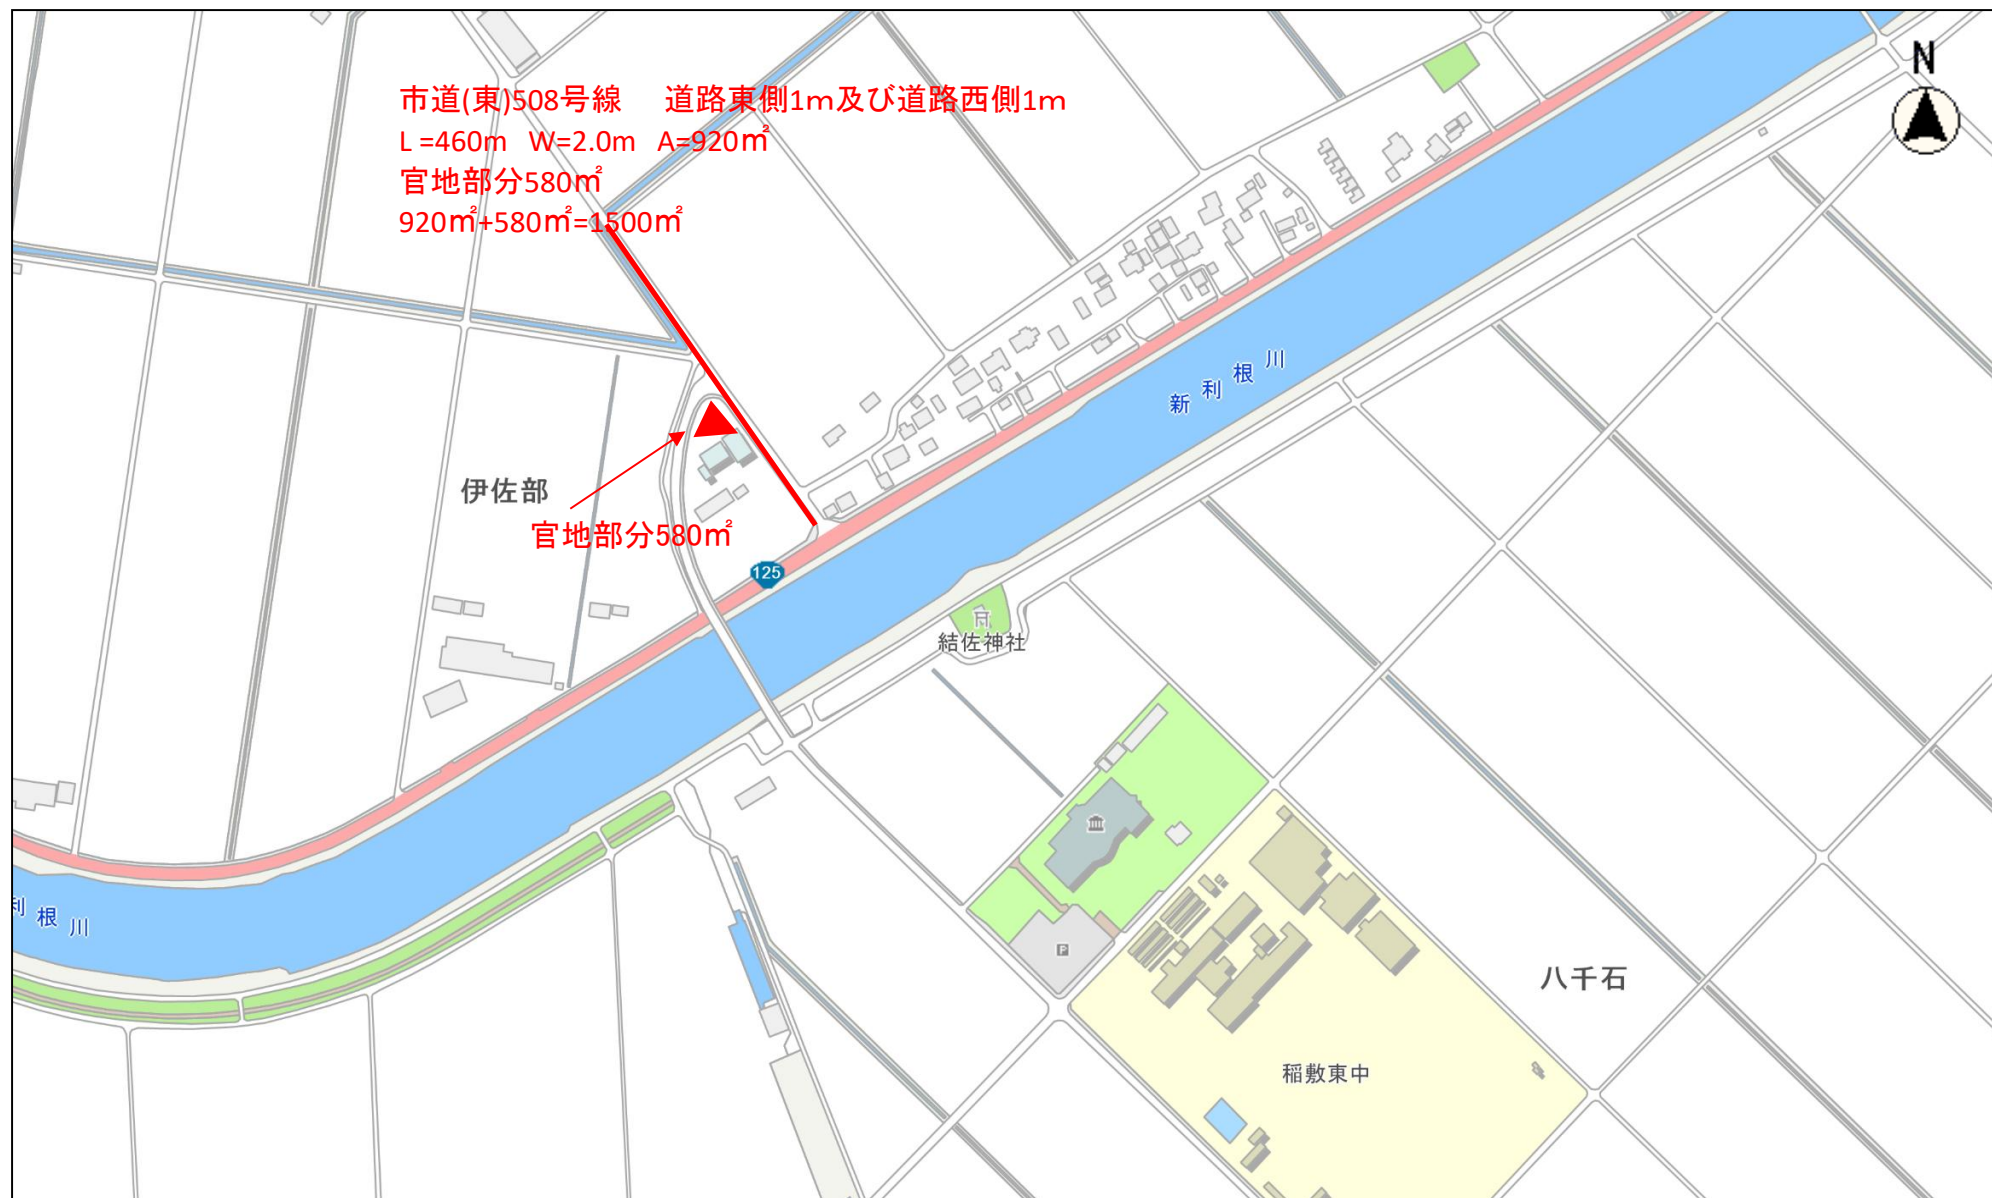 N
市道(東)508号線　道路東側1m及び道路西側1m
L =460m W=2.0m A=920㎡
官地部分580㎡
920㎡+580㎡=1500㎡
新利根川
伊佐部
官地部分580㎡
125
結佐神社
利根川
P
八千石
稲敷東中